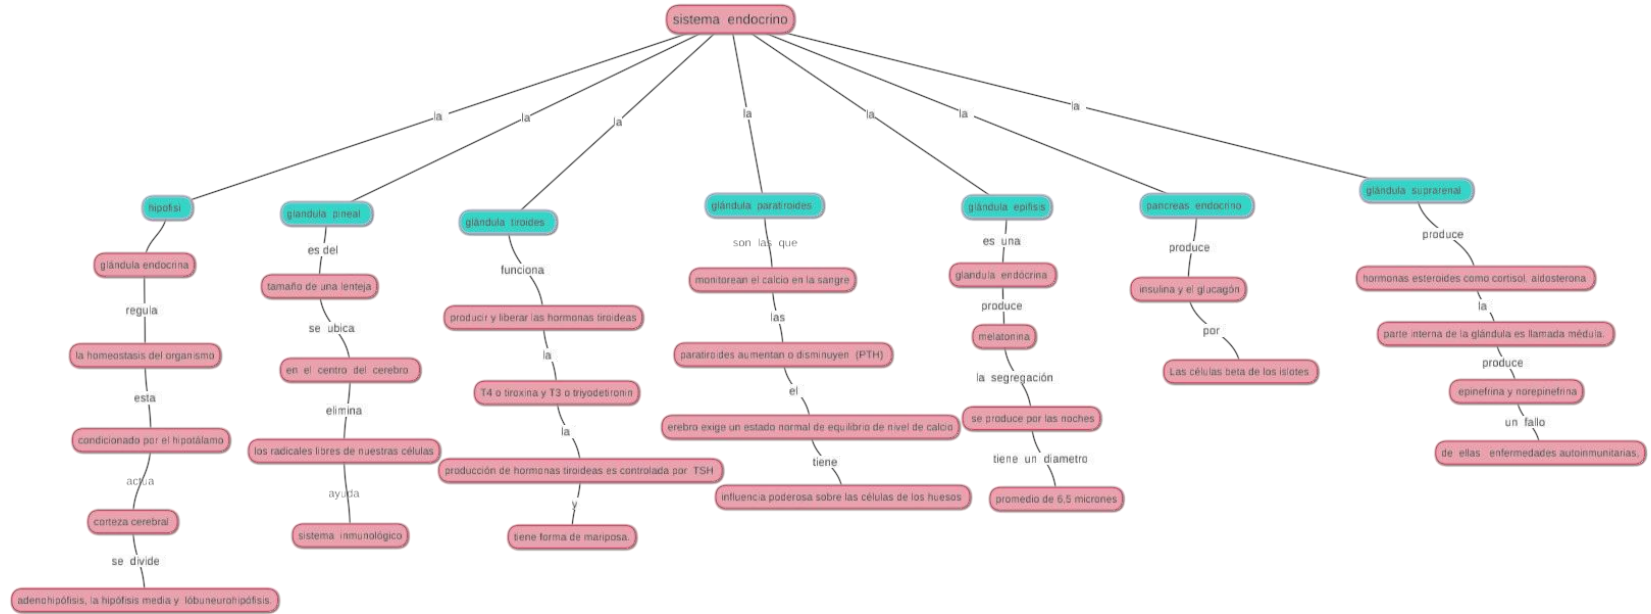 sistema endocrino
la
la
la
la
la
la
la
hipofisi
glandula endocrina
regula
la homeostasis del organismo
esta
condicionado por el hipotálamo
actua
corteza cerebral
se divide
adenohipófisis, la hipófisis media y lóbuneurohipófisis.
glandula pineal
es del
tamaño de una lenteja
se ubica
en el centro del cerebro
elimina
los radicales libres de nuestras células
ayuda
sistema inmunológico
glándula tiroides
funciona
producir y liberar las hormonas tiroideas
la
T4 o tiroxina y T3 o triyodetironin
la
producción de hormonas tiroideas es controlada por TSH
y
tiene forma de mariposa.
glándula paratiroides
son las que
monitorean el calcio en la sangre
las
paratiroides aumentan o disminuyen (PTH)
el
erebro exige un estado normal de equilibrio de nivel de calcio
tiene
influencia poderosa sobre las células de los huesos
glándula epifisis
es una
glandula endócrina
produce
melatonina
la segregación
se produce por las noches
tiene un diametro
promedio de 6,5 micrones
pancreas endocrino
produce
insulina y el glucagón
por
Las células beta de los islotes
glándula suprarenal
produce
hormonas esteroides como cortisol, aldosterona
la
parte interna de la glándula es llamada médula.
produce
epinefrina y norepinefrina
un fallo
de ellas enfermedades autoinmunitarias,